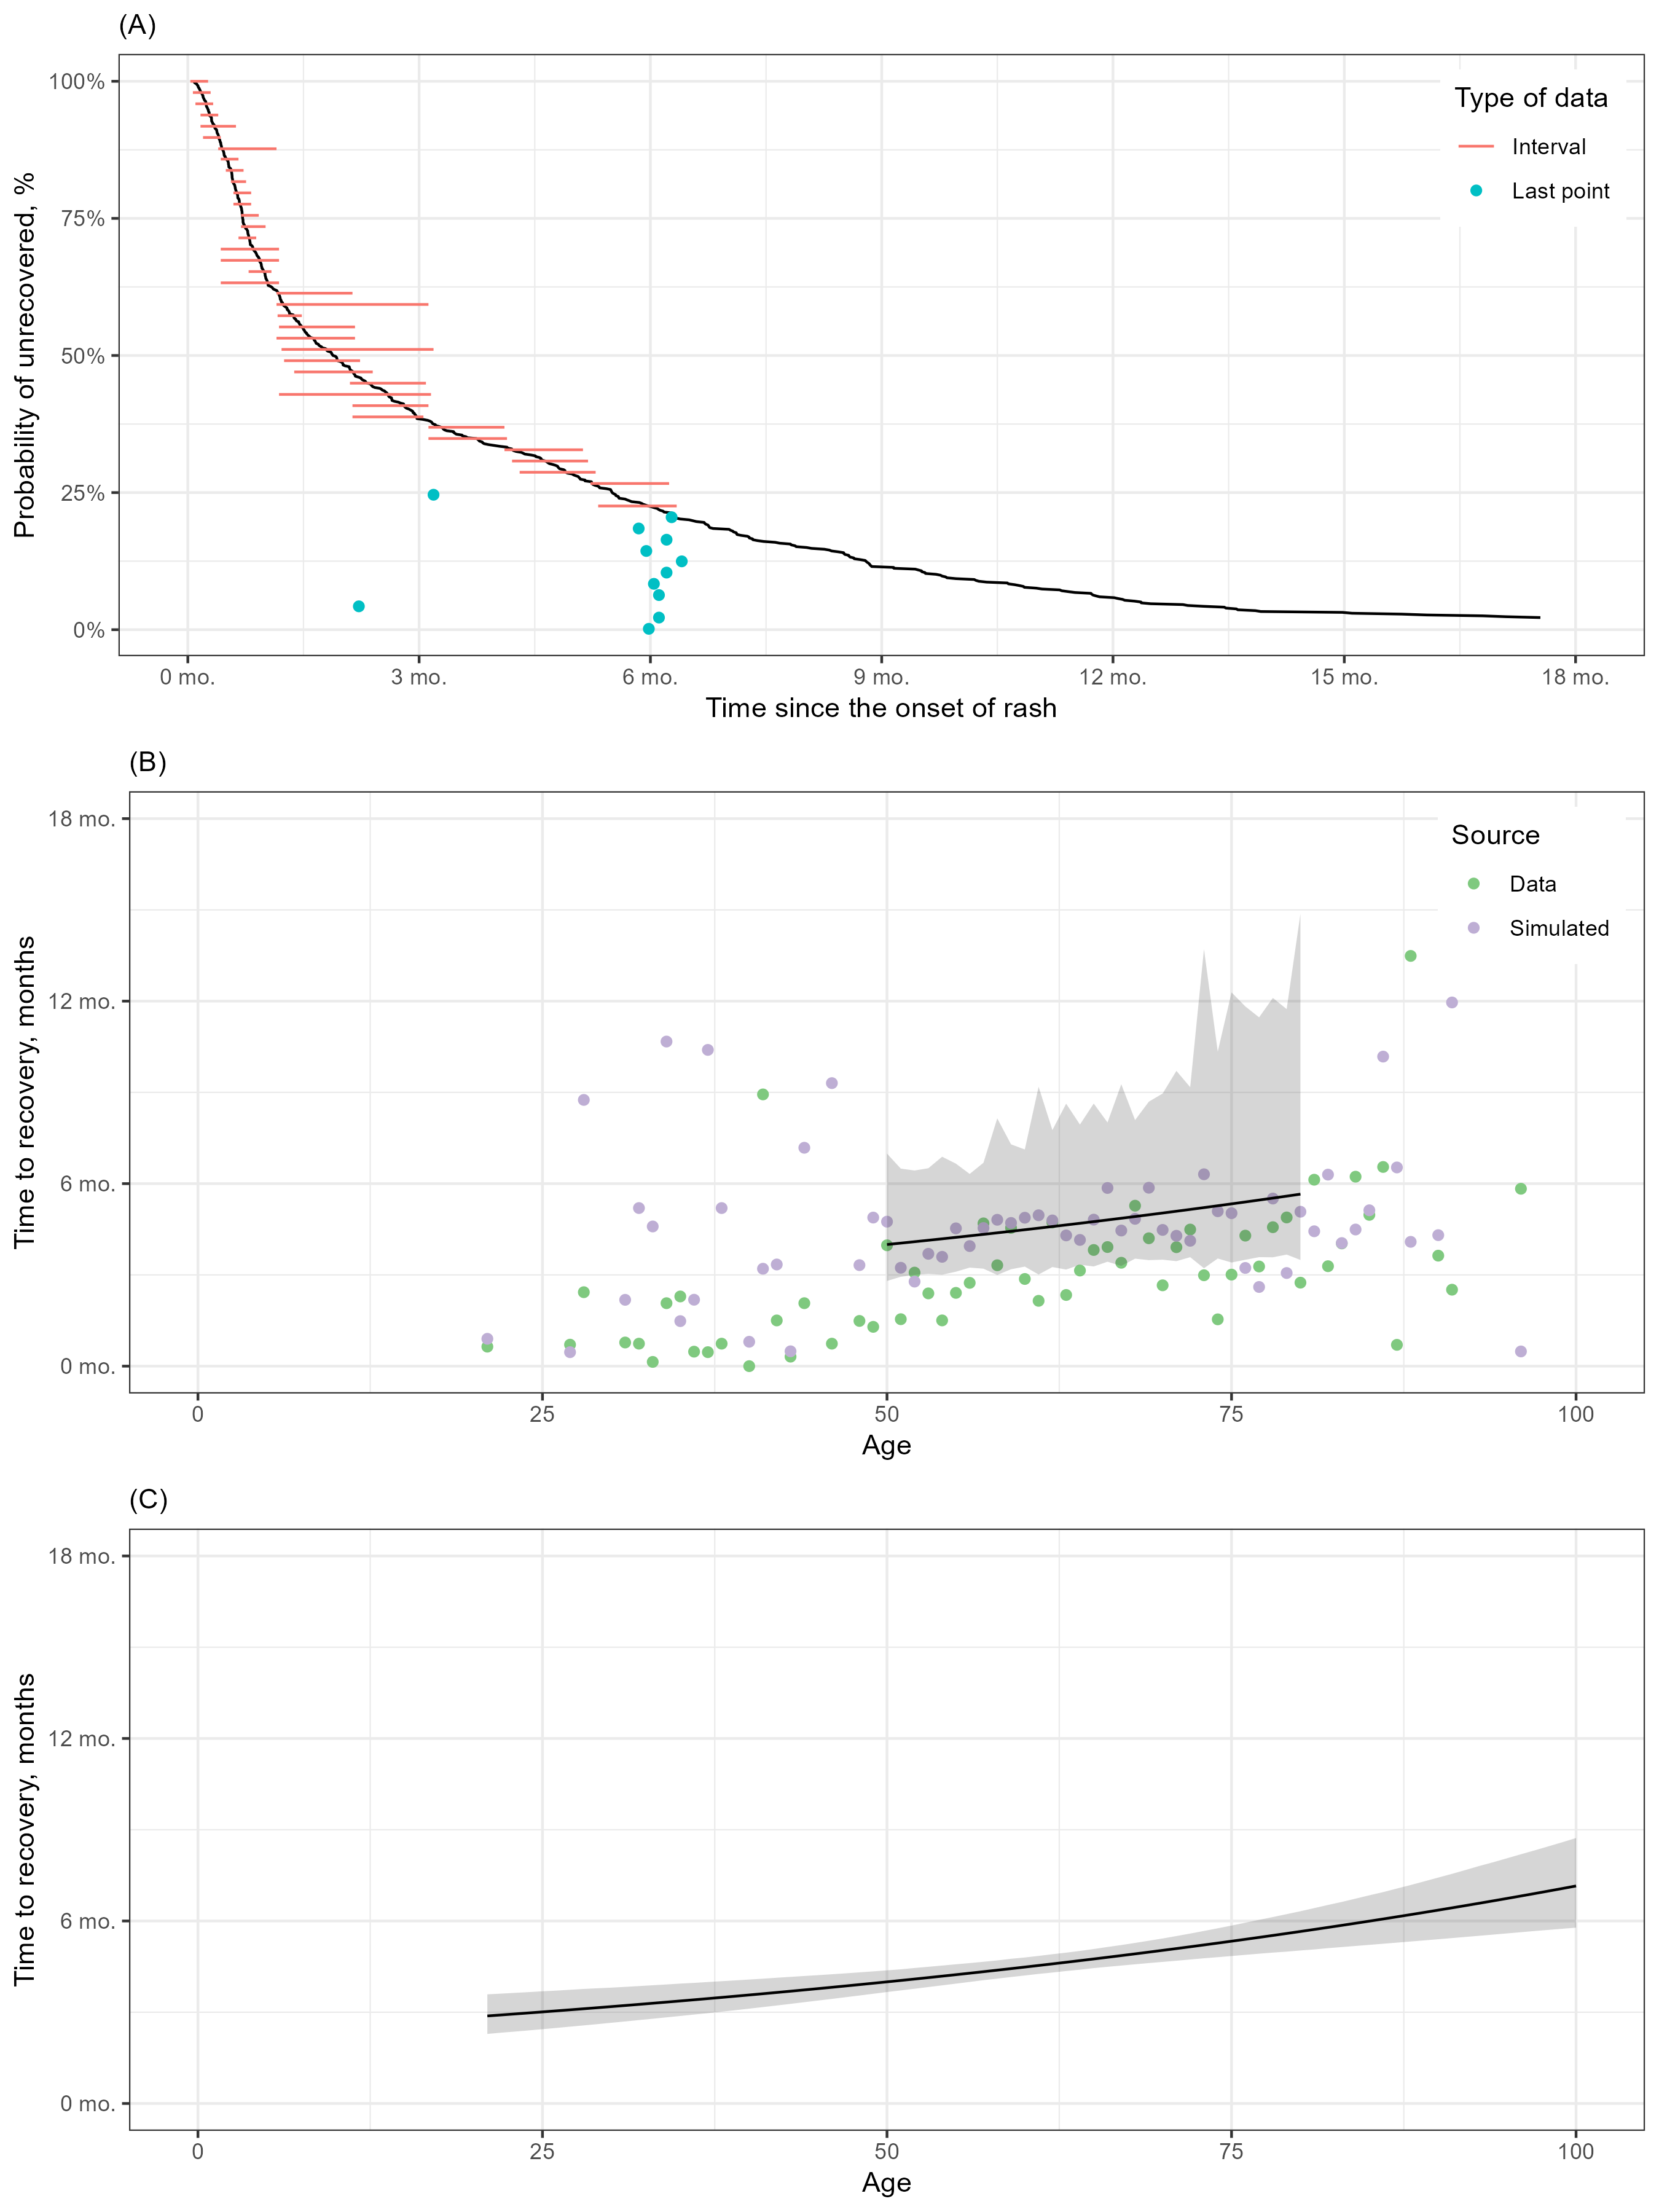 (A)
Probability of unrecovered, %
100%
75%
50%
25%
0%
Type of data
Interval
Last point
0 mo.
3 mo.
6 mo.
9 mo.
12 mo.
15 mo.
18 mo.
Time since the onset of rash
(B)
Time to recovery, months
18 mo.
12 mo.
6 mo.
0 mo.
Source
Data
Simulated
0
25
50
75
100
Age
(C)
Time to recovery, months
18 mo.
12 mo.
6 mo.
0 mo.
0
25
50
75
100
Age